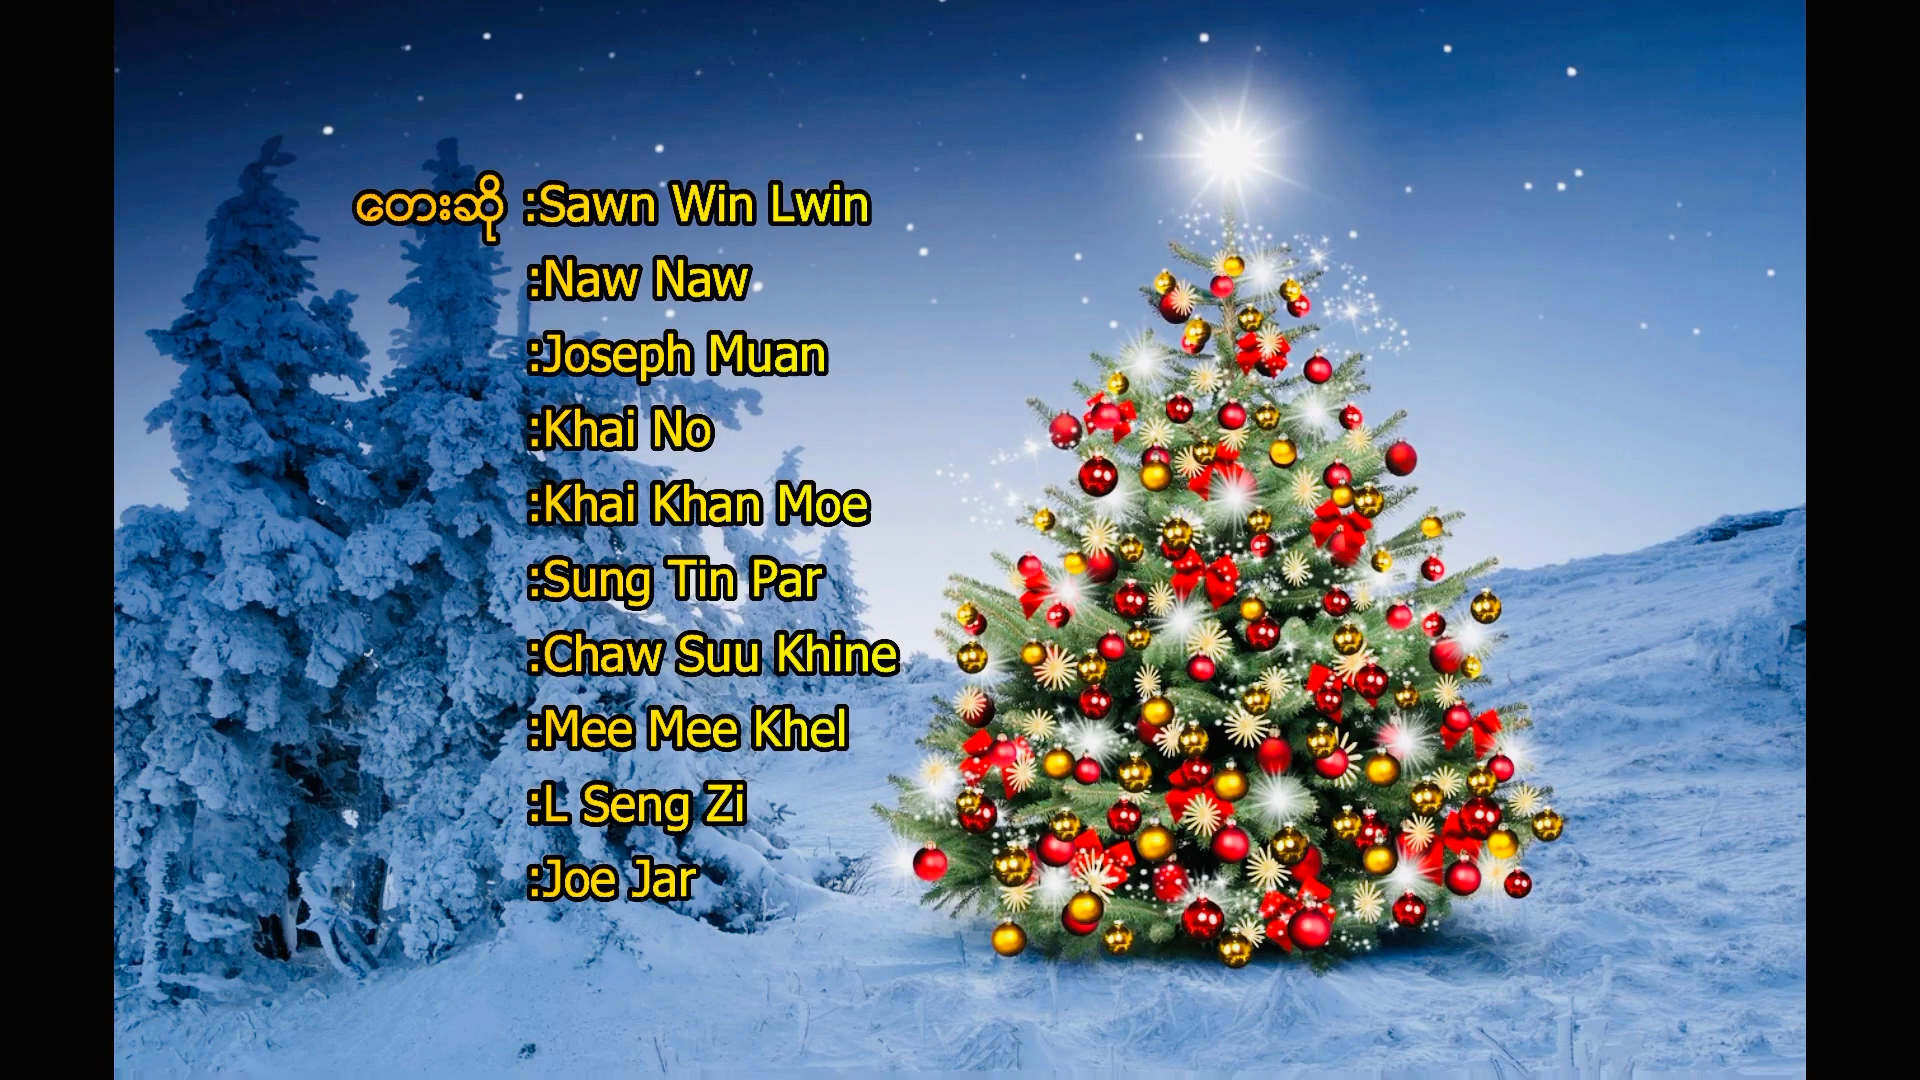 တေးဆို :Sawn Win Lwin
:Naw Naw
:Joseph Muan
:Khai No
:Khai Khan Moe
:Sung Tin Par
:Chaw Suu Khine
:Mee Mee Khel
:L Seng Zi
:Joe Jar